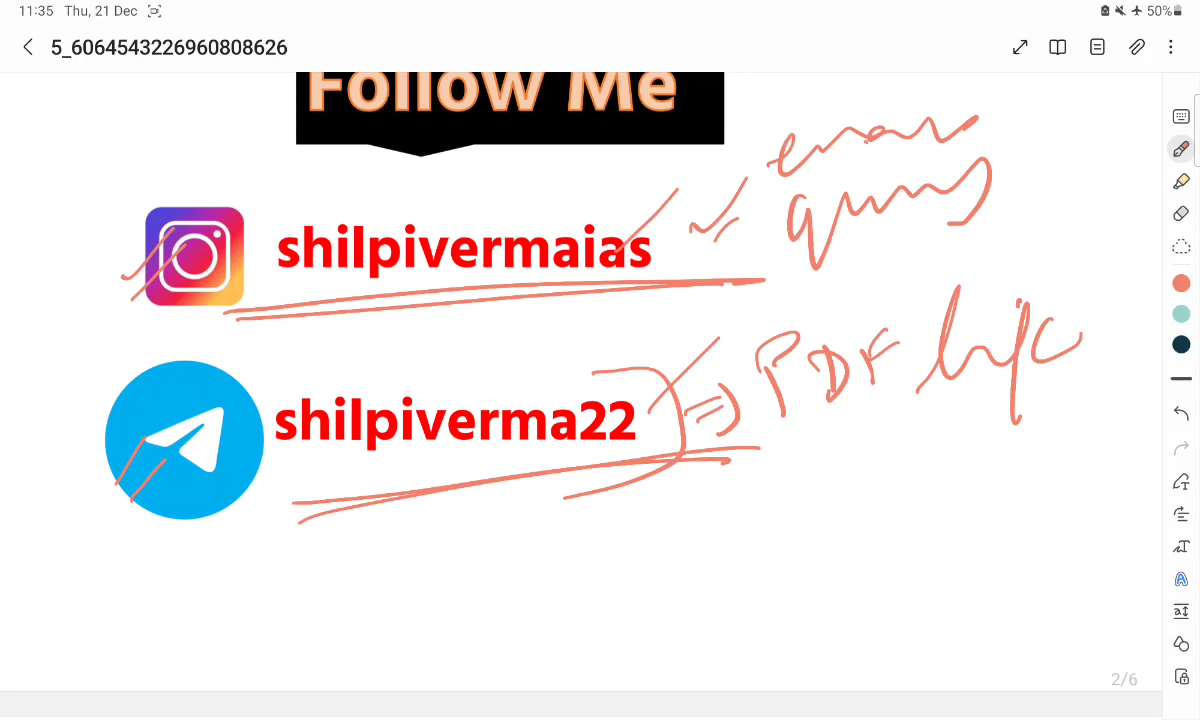 11:35 Thu, 21 Dec 50%
5_6064543226960808626
Follow Me
shilpivermaias
shilpiverma22
PDF
2/6